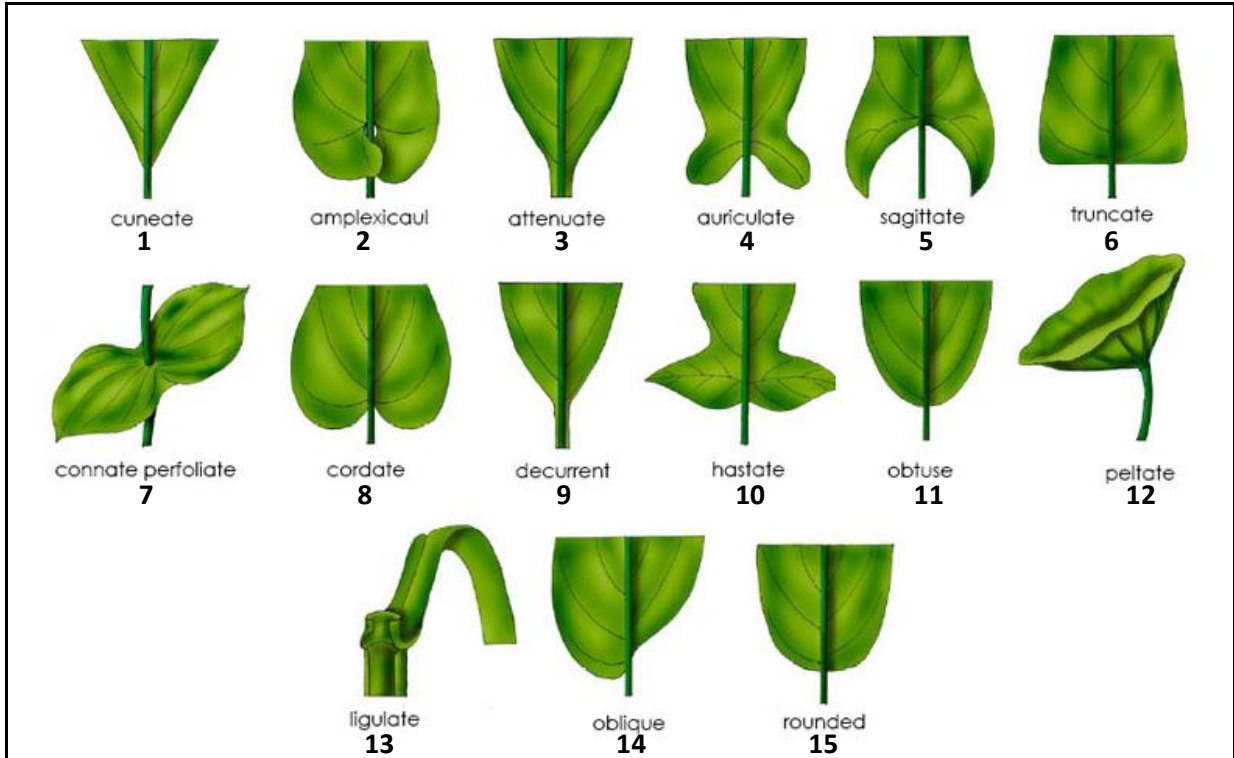 cuneate amplexicaul attenuate auriculate sagittate truncate
1 2 3 4 5 6
connate perfoliate cordate decurrent hastate obtuse peltate
7 8 9 10 11 12
ligulate oblique rounded
13 14 15